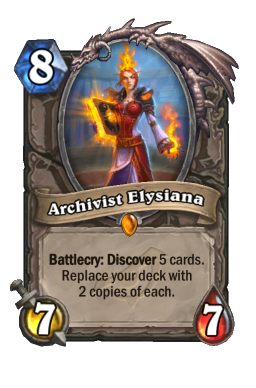 8
Archivist Elysiana
Battlecry: Discover 5 cards.
Replace your deck with
2 copies of each.
7 7